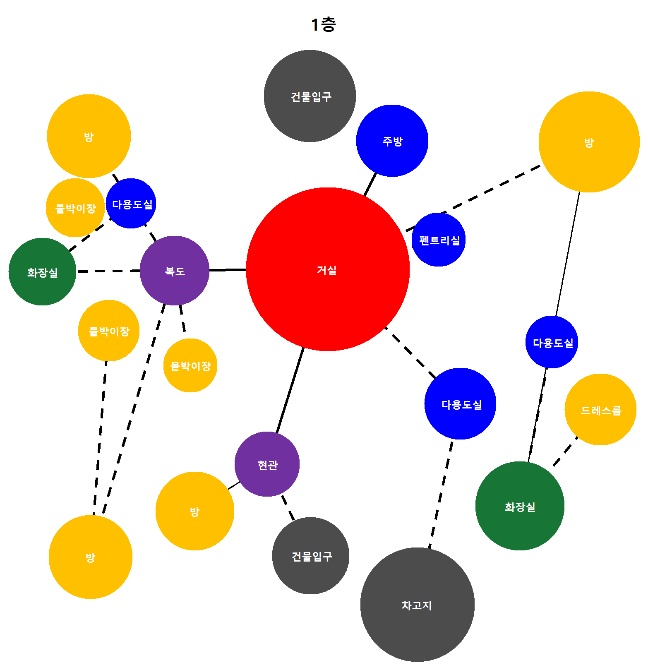 1층
건물입구
방
주방
방
붙박이장
다용도실
펜트리실
화장실
복도
거실
붙박이장
다용도실
붙박이장
다용도실
드레스룸
현관
방
화장실
방
건물입구
차고지